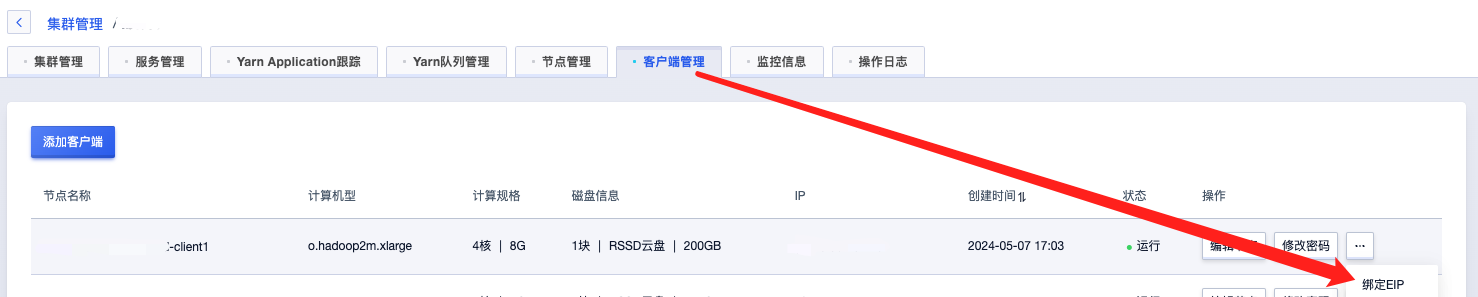 集群管理 /
集群管理 服务管理 Yarn Application跟踪 Yarn队列管理 节点管理 客户端管理 监控信息 操作日志
添加客户端
节点名称 计算机型 计算规格 磁盘信息 IP 创建时间 状态 操作
-client1 o.hadoop2m.xlarge 4核 | 8G 1块 | RSSD云盘 | 200GB 2024-05-07 17:03 运行 编辑 修改密码 ...
绑定EIP